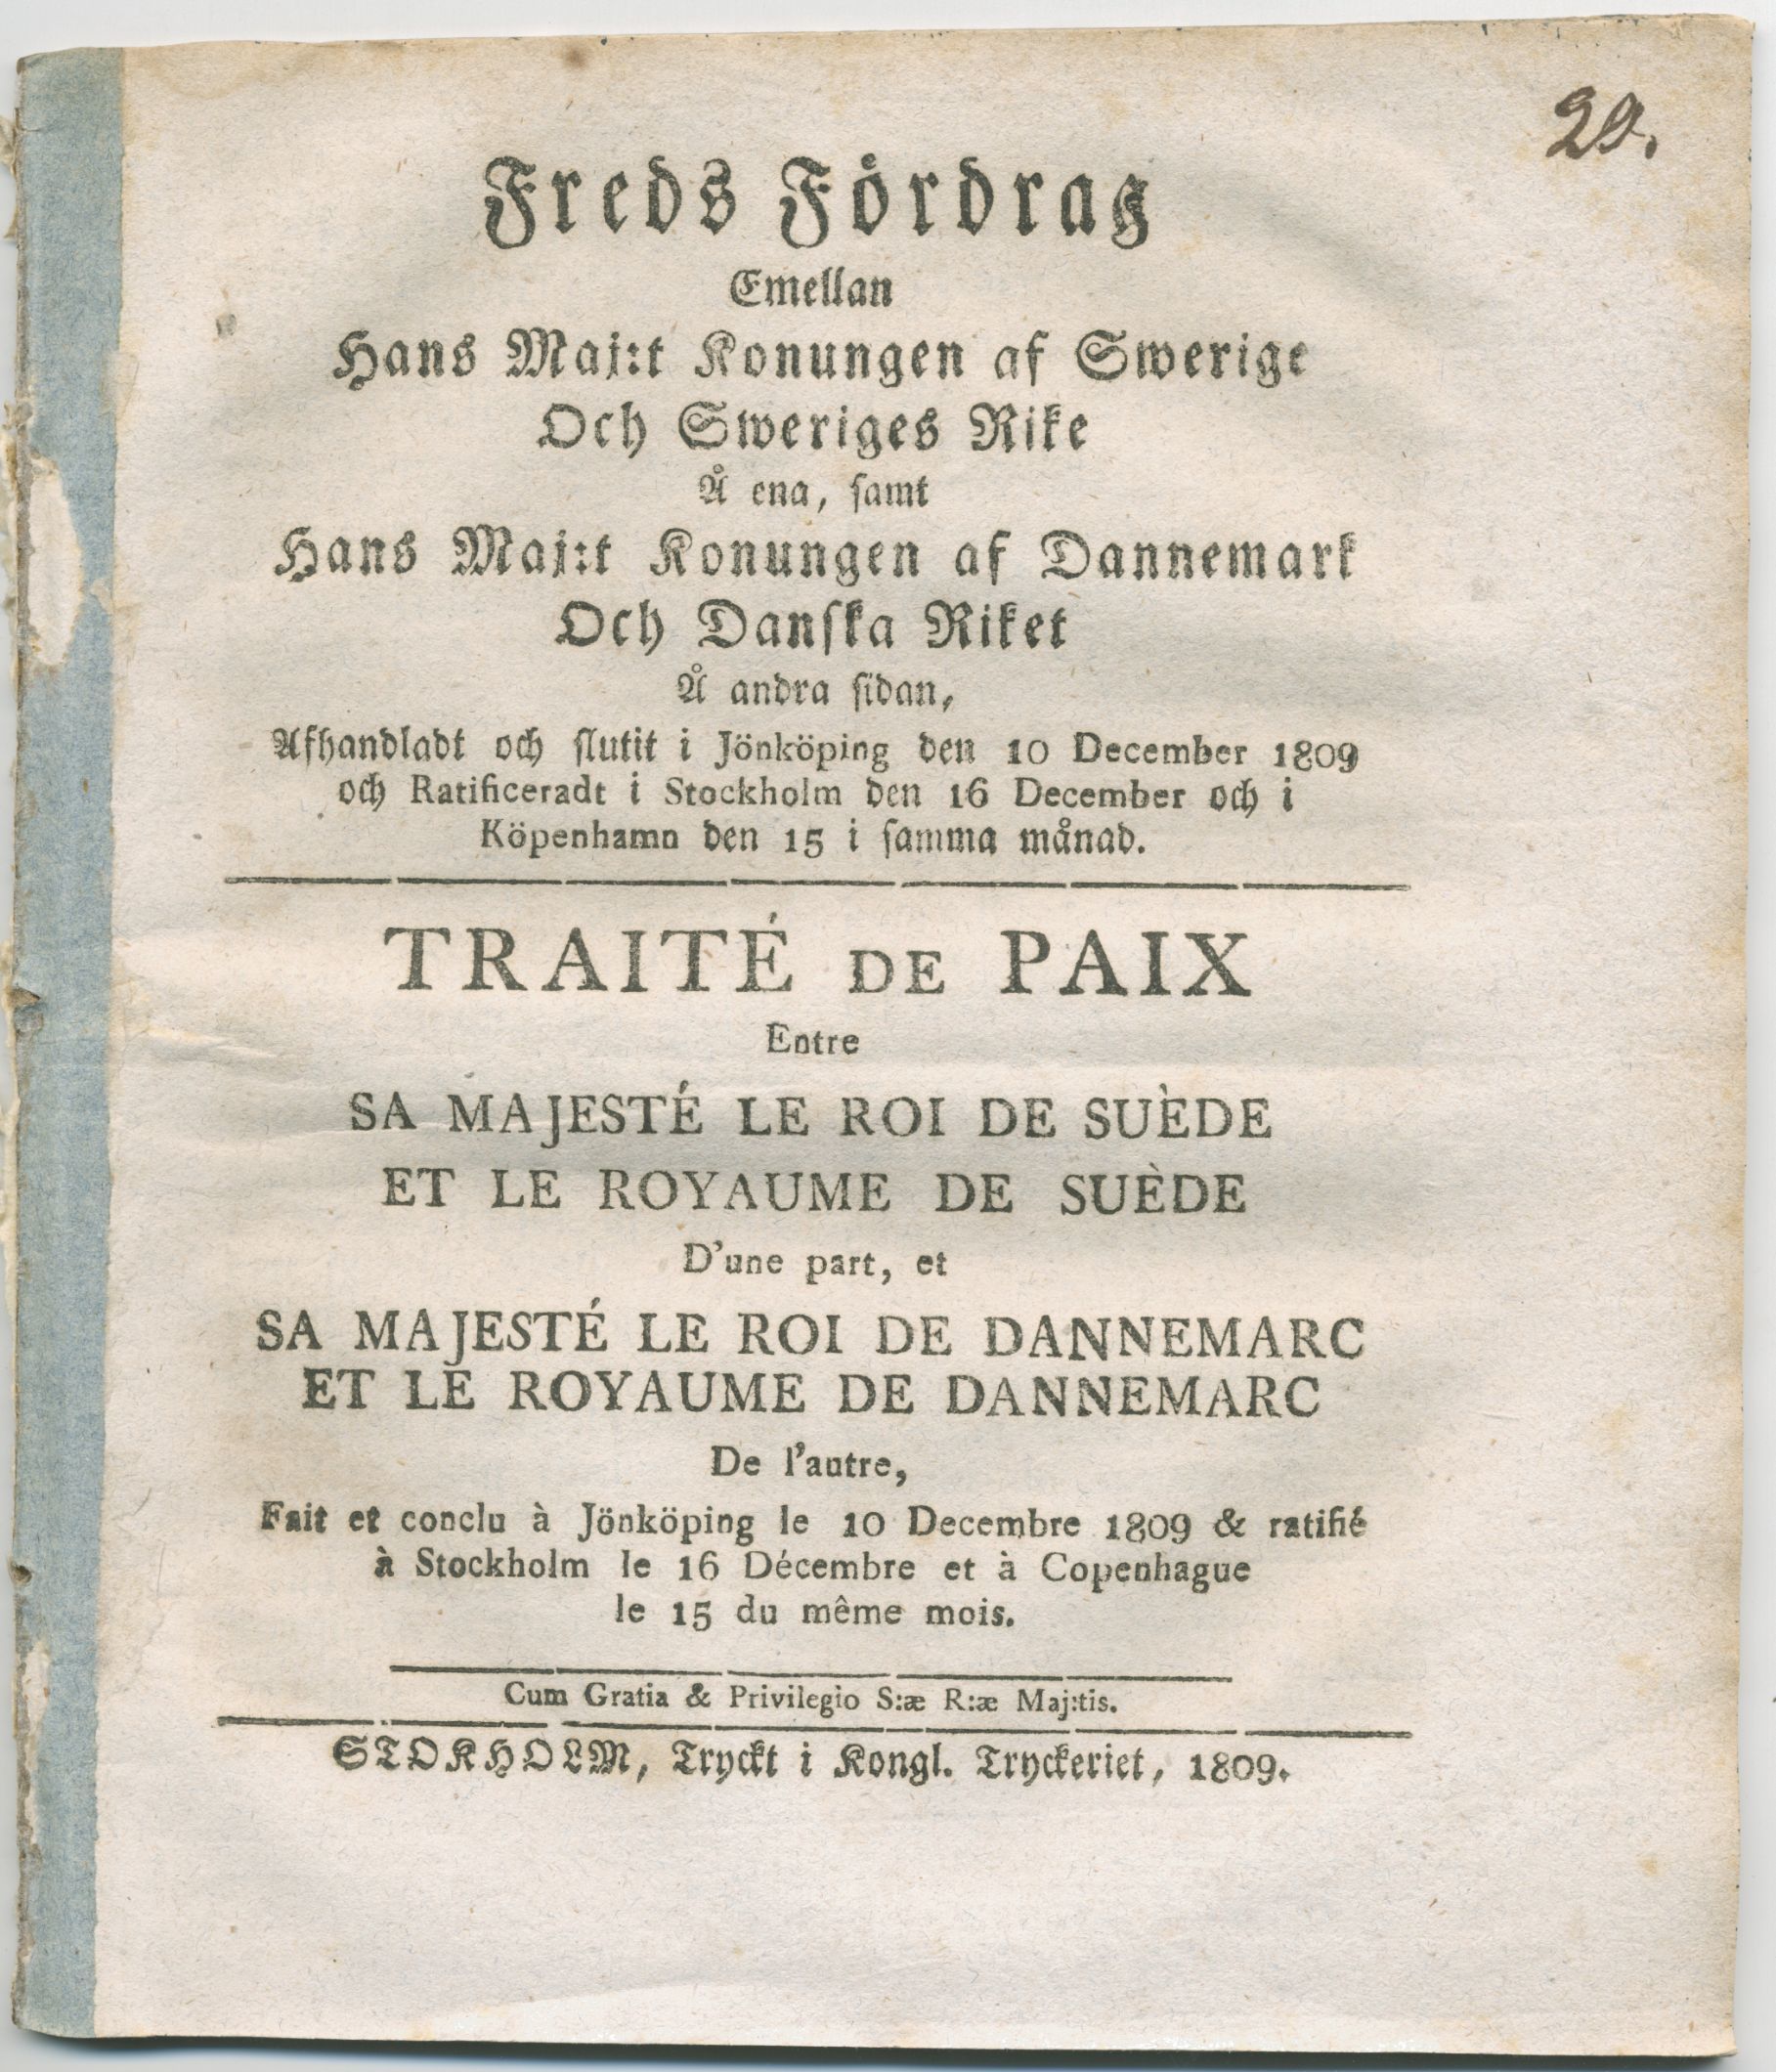 29.
Freds Fördrag
Emellan
Hans Maj:t Konungen af Swerige
Och Sweriges Rike
Å ena, ſamt
Hans Maj:t Konungen af Dannemark
Och Danſka Riket
Å andra ſidan,
Afhandladt och ſlutit i Jönköping den 10 December 1809
och Ratificeradt i Stockholm den 16 December och i
Köpenhamn den 15 i ſamma månad.
TRAITÉ DE PAIX
Entre
SA MAJESTÉ LE ROI DE SUÈDE
ET LE ROYAUME DE SUÈDE
D'une part, et
SA MAJESTÉ LE ROI DE DANNEMARC
ET LE ROYAUME DE DANNEMARC
De l'autre,
Fait et conclu à Jönköping le 10 Decembre 1809 & ratifié
à Stockholm le 16 Décembre et à Copenhague
le 15 du même mois.
Cum Gratia & Privilegio S:æ R:æ Maj:tis.
STOKHOLM, Tryckt i Kongl. Tryckeriet, 1809.